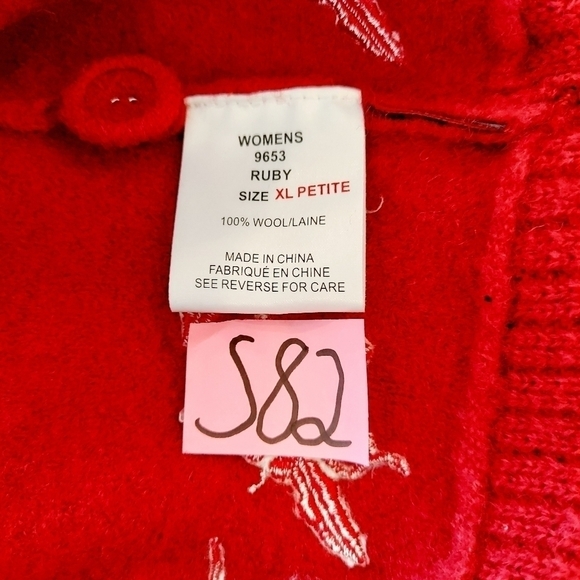 WOMENS
9653
RUBY
SIZE XL PETITE
100% WOOL/LAINE
MADE IN CHINA
FABRIQUÉ EN CHINE
SEE REVERSE FOR CARE
S82